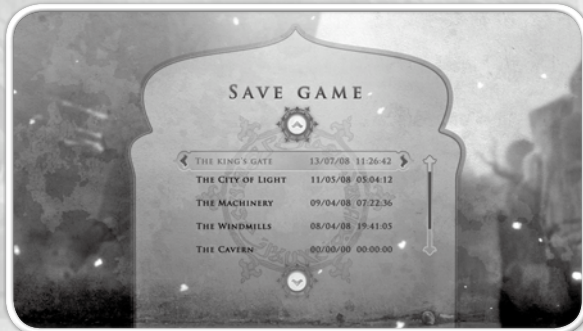 SAVE GAME
THE KING'S GATE 13/07/08 11:26:42
THE CITY OF LIGHT 11/05/08 05:04:12
THE MACHINERY 09/04/08 07:22:36
THE WINDMILLS 08/04/08 19:41:05
THE CAVERN 00/00/00 00:00:00